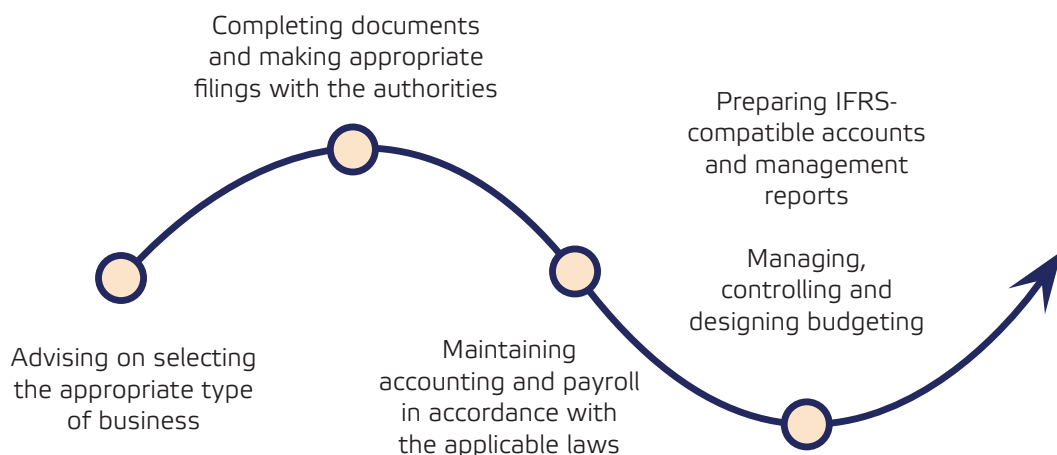 Completing documents
and making appropriate
filings with the authorities
Preparing IFRS-
compatible accounts
and management
reports
Managing,
controlling and
designing budgeting
Advising on selecting
the appropriate type
of business
Maintaining
accounting and payroll
in accordance with
the applicable laws